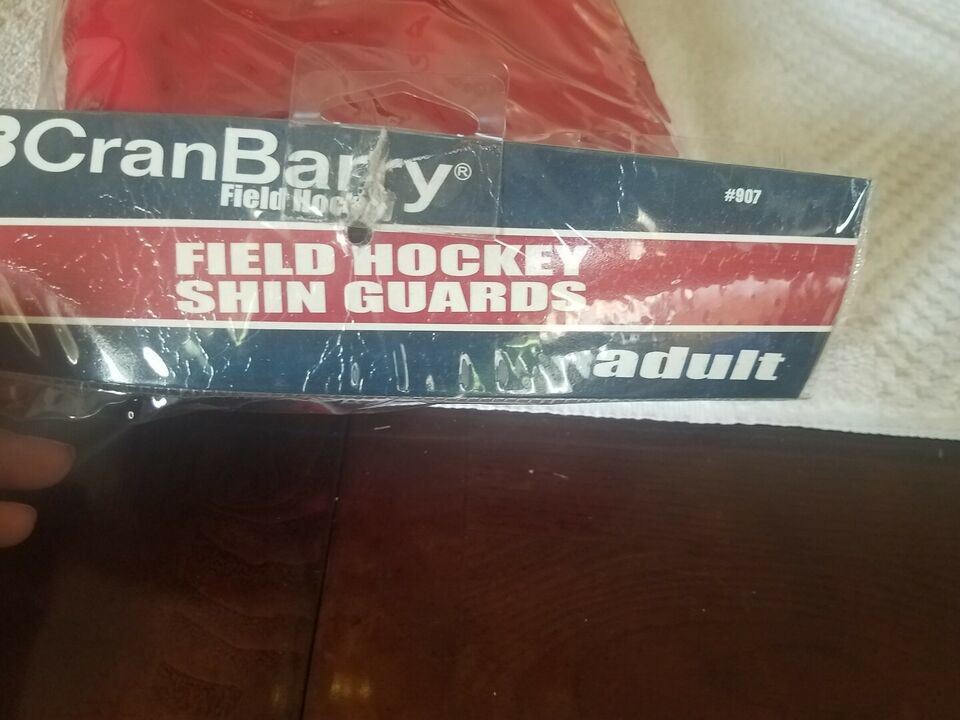 CranBarry®
Field Hockey
#907
FIELD HOCKEY
SHIN GUARDS
adult